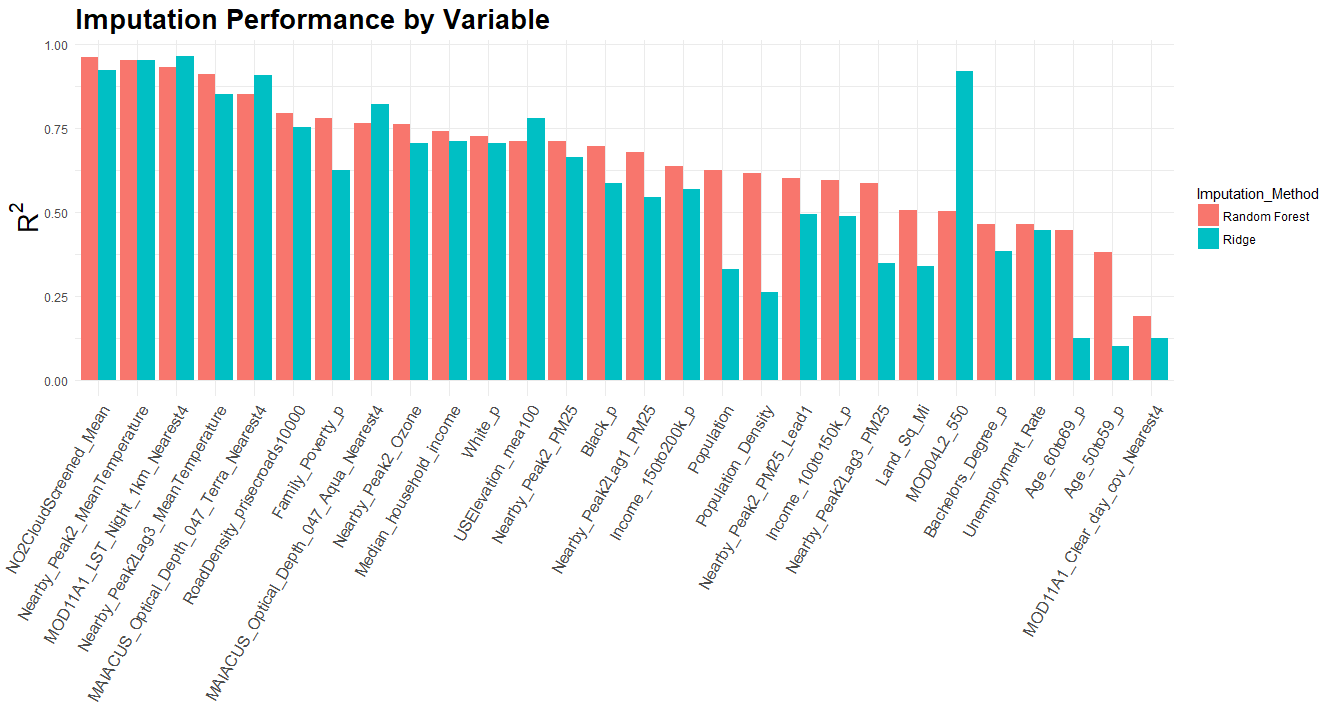 Imputation Performance by Variable
R2
1.00
0.75
0.50
0.25
0.00
NO2CloudScreened_Mean
Nearby_Peak2_MeanTemperature
MOD11A1_LST_Night_1km_Nearest4
Nearby_Peak2Lag3_MeanTemperature
MAIACUS_Optical_Depth_047_Terra_Nearest4
RoadDensity_prisecroads10000
Family_Poverty_p
MAIACUS_Optical_Depth_047_Aqua_Nearest4
Nearby_Peak2_Ozone
Median_household_income
White_p
USElevation_mea100
Nearby_Peak2_PM25
Black_p
Nearby_Peak2Lag1_PM25
Income_150to200k_p
Population
Population_Density
Nearby_Peak2_PM25_Lead1
Income_100to150k_p
Nearby_Peak2Lag3_PM25
Land_Sq_Mi
MOD04L2_550
Bachelors_Degree_p
Unemployment_Rate
Age_60to69_p
Age_50to59_p
MOD11A1_Clear_day_cov_Nearest4
Imputation_Method
Random Forest
Ridge